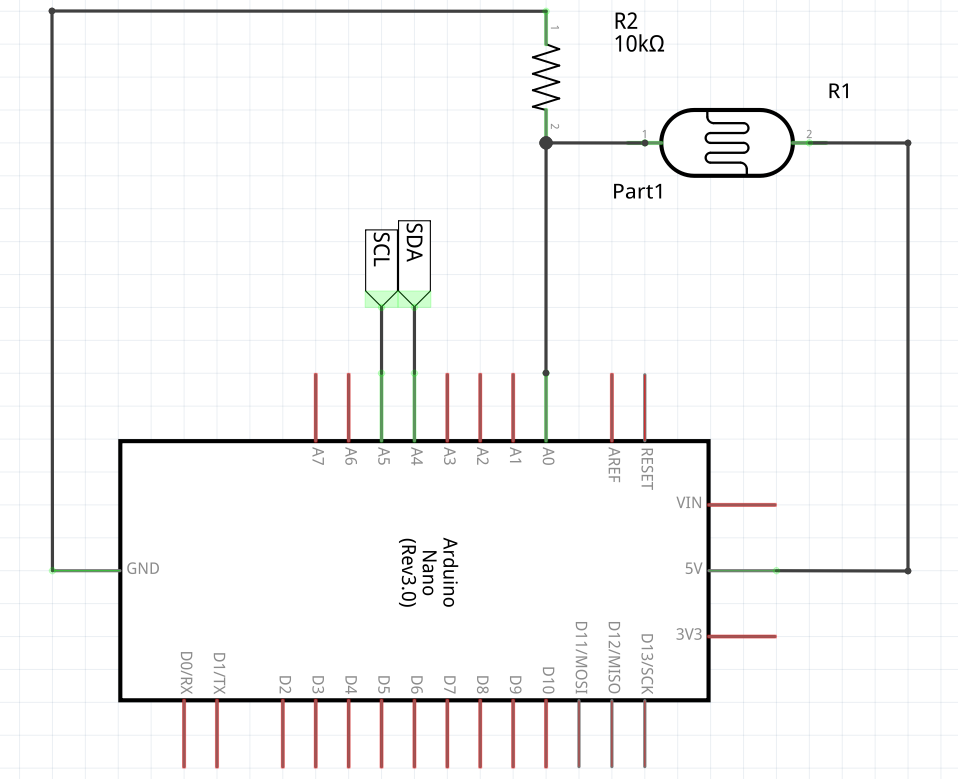 R2
10kΩ
1
2
R1
1
2
Part1
SCL
SDA
A7
A6
A5
A4
A3
A2
A1
A0
AREF
RESET
VIN
GND
5V
3V3
Arduino
Nano
(Rev3.0)
D0/RX
D1/TX
D2
D3
D4
D5
D6
D7
D8
D9
D10
D11/MOSI
D12/MISO
D13/SCK